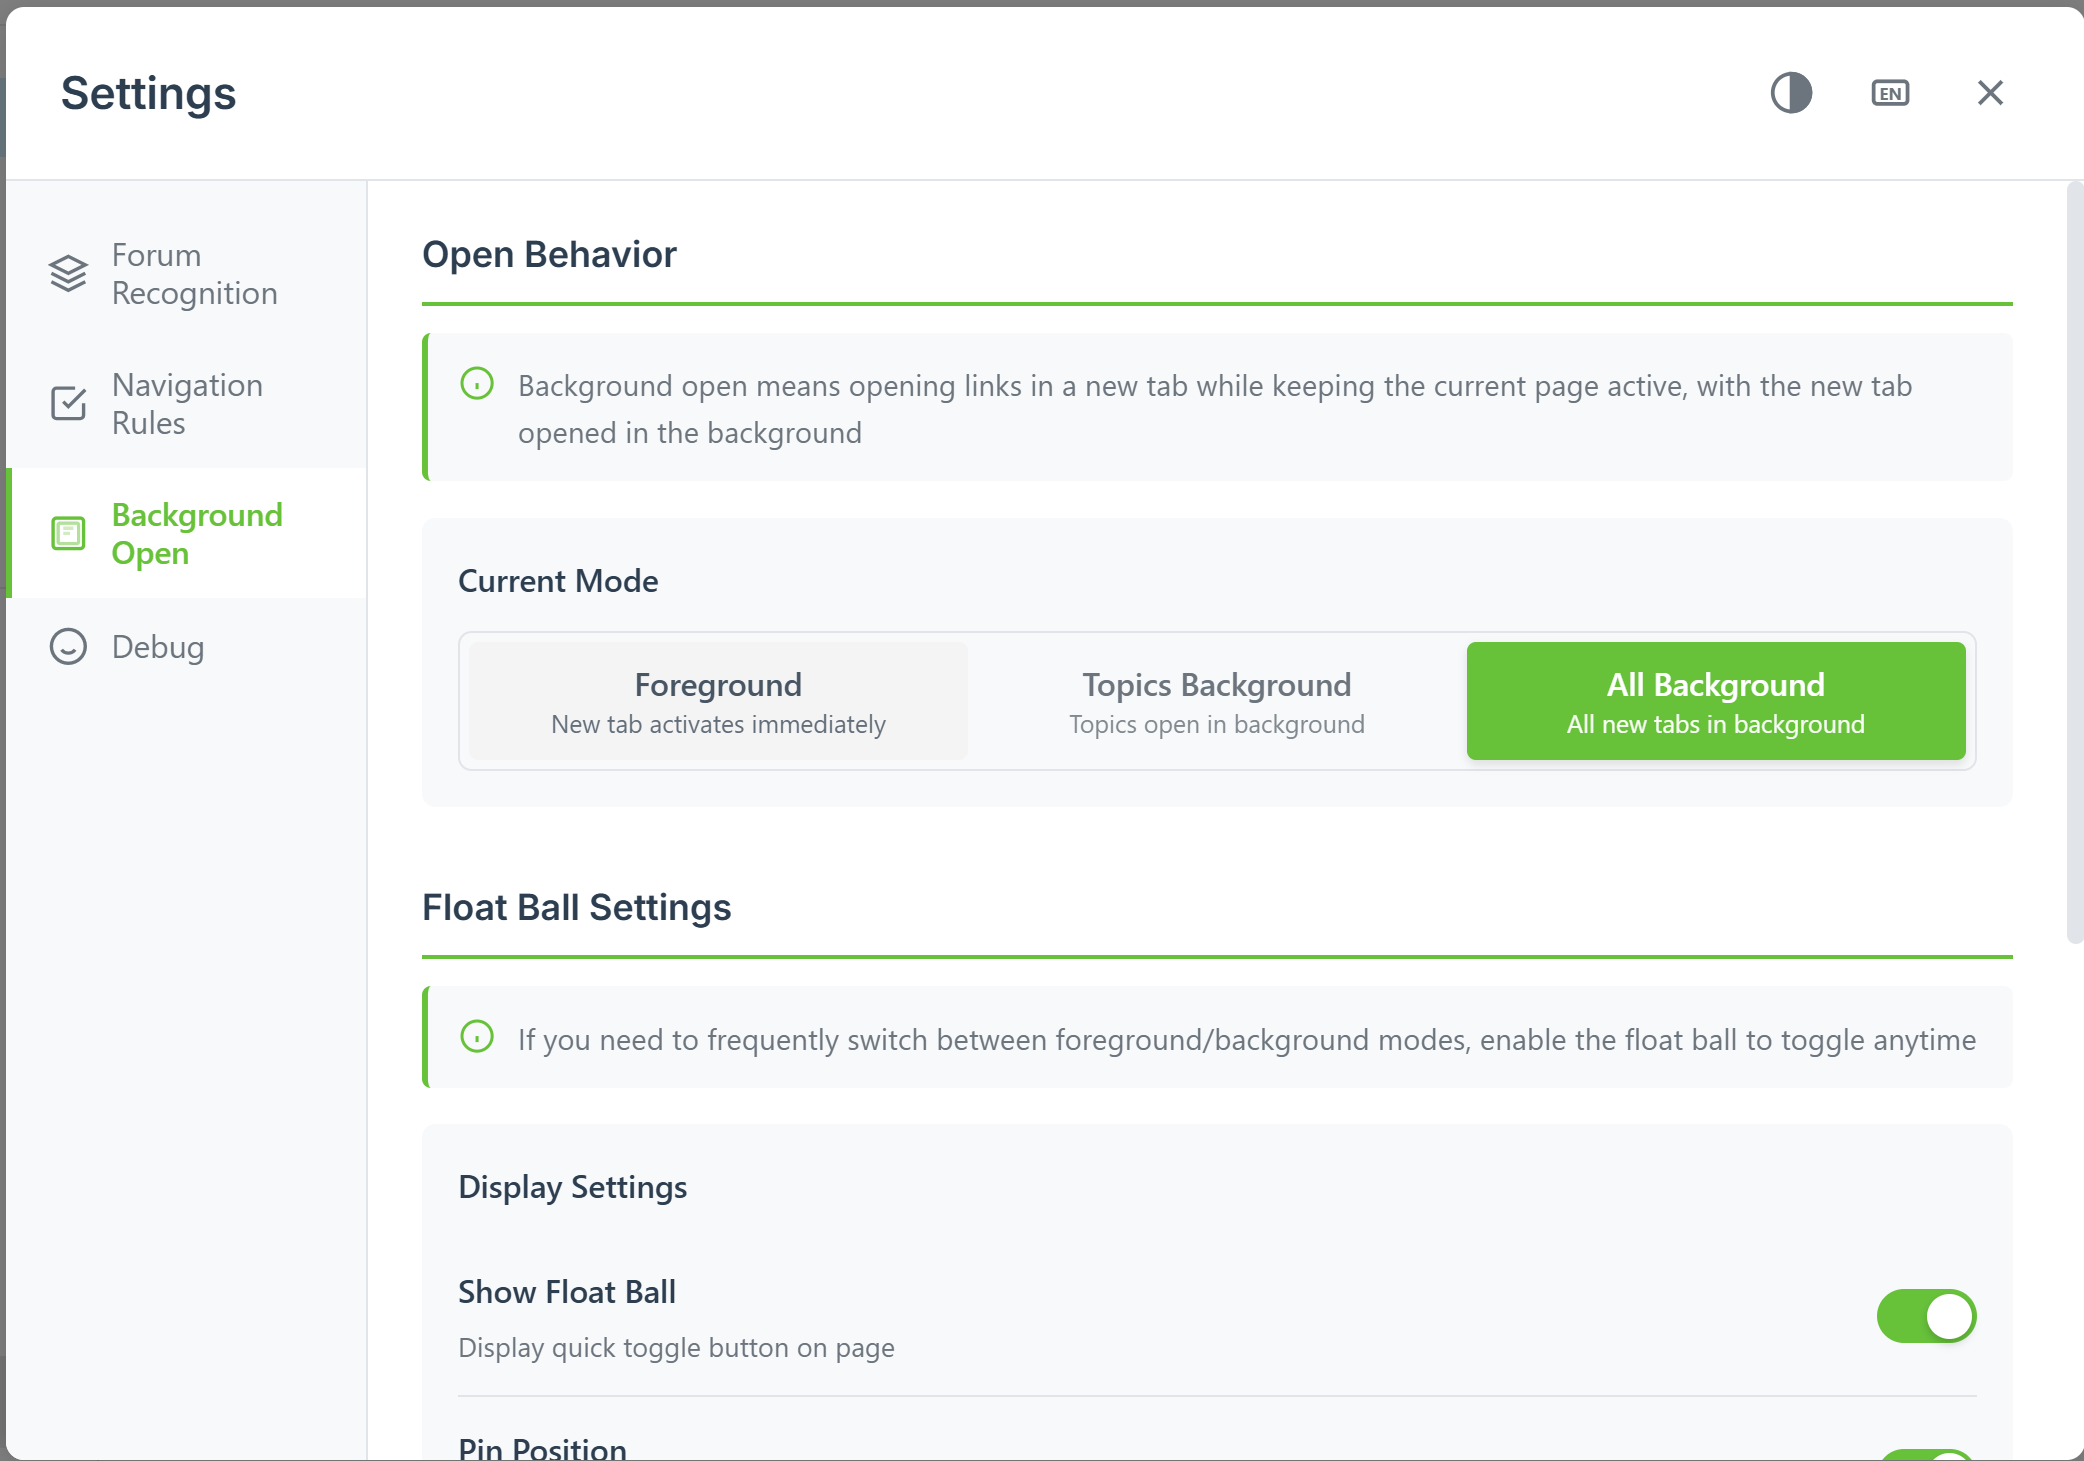 Settings
EN
Forum
Recognition
Navigation
Rules
Background
Open
Debug
Open Behavior
Background open means opening links in a new tab while keeping the current page active, with the new tab
opened in the background
Current Mode
Foreground
New tab activates immediately
Topics Background
Topics open in background
All Background
All new tabs in background
Float Ball Settings
If you need to frequently switch between foreground/background modes, enable the float ball to toggle anytime
Display Settings
Show Float Ball
Display quick toggle button on page
Pin Position